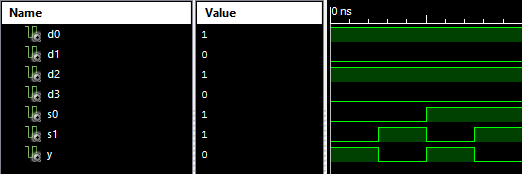 Name Value 0 ns
d0 1
d1 0
d2 1
d3 0
s0 1
s1 1
y 0